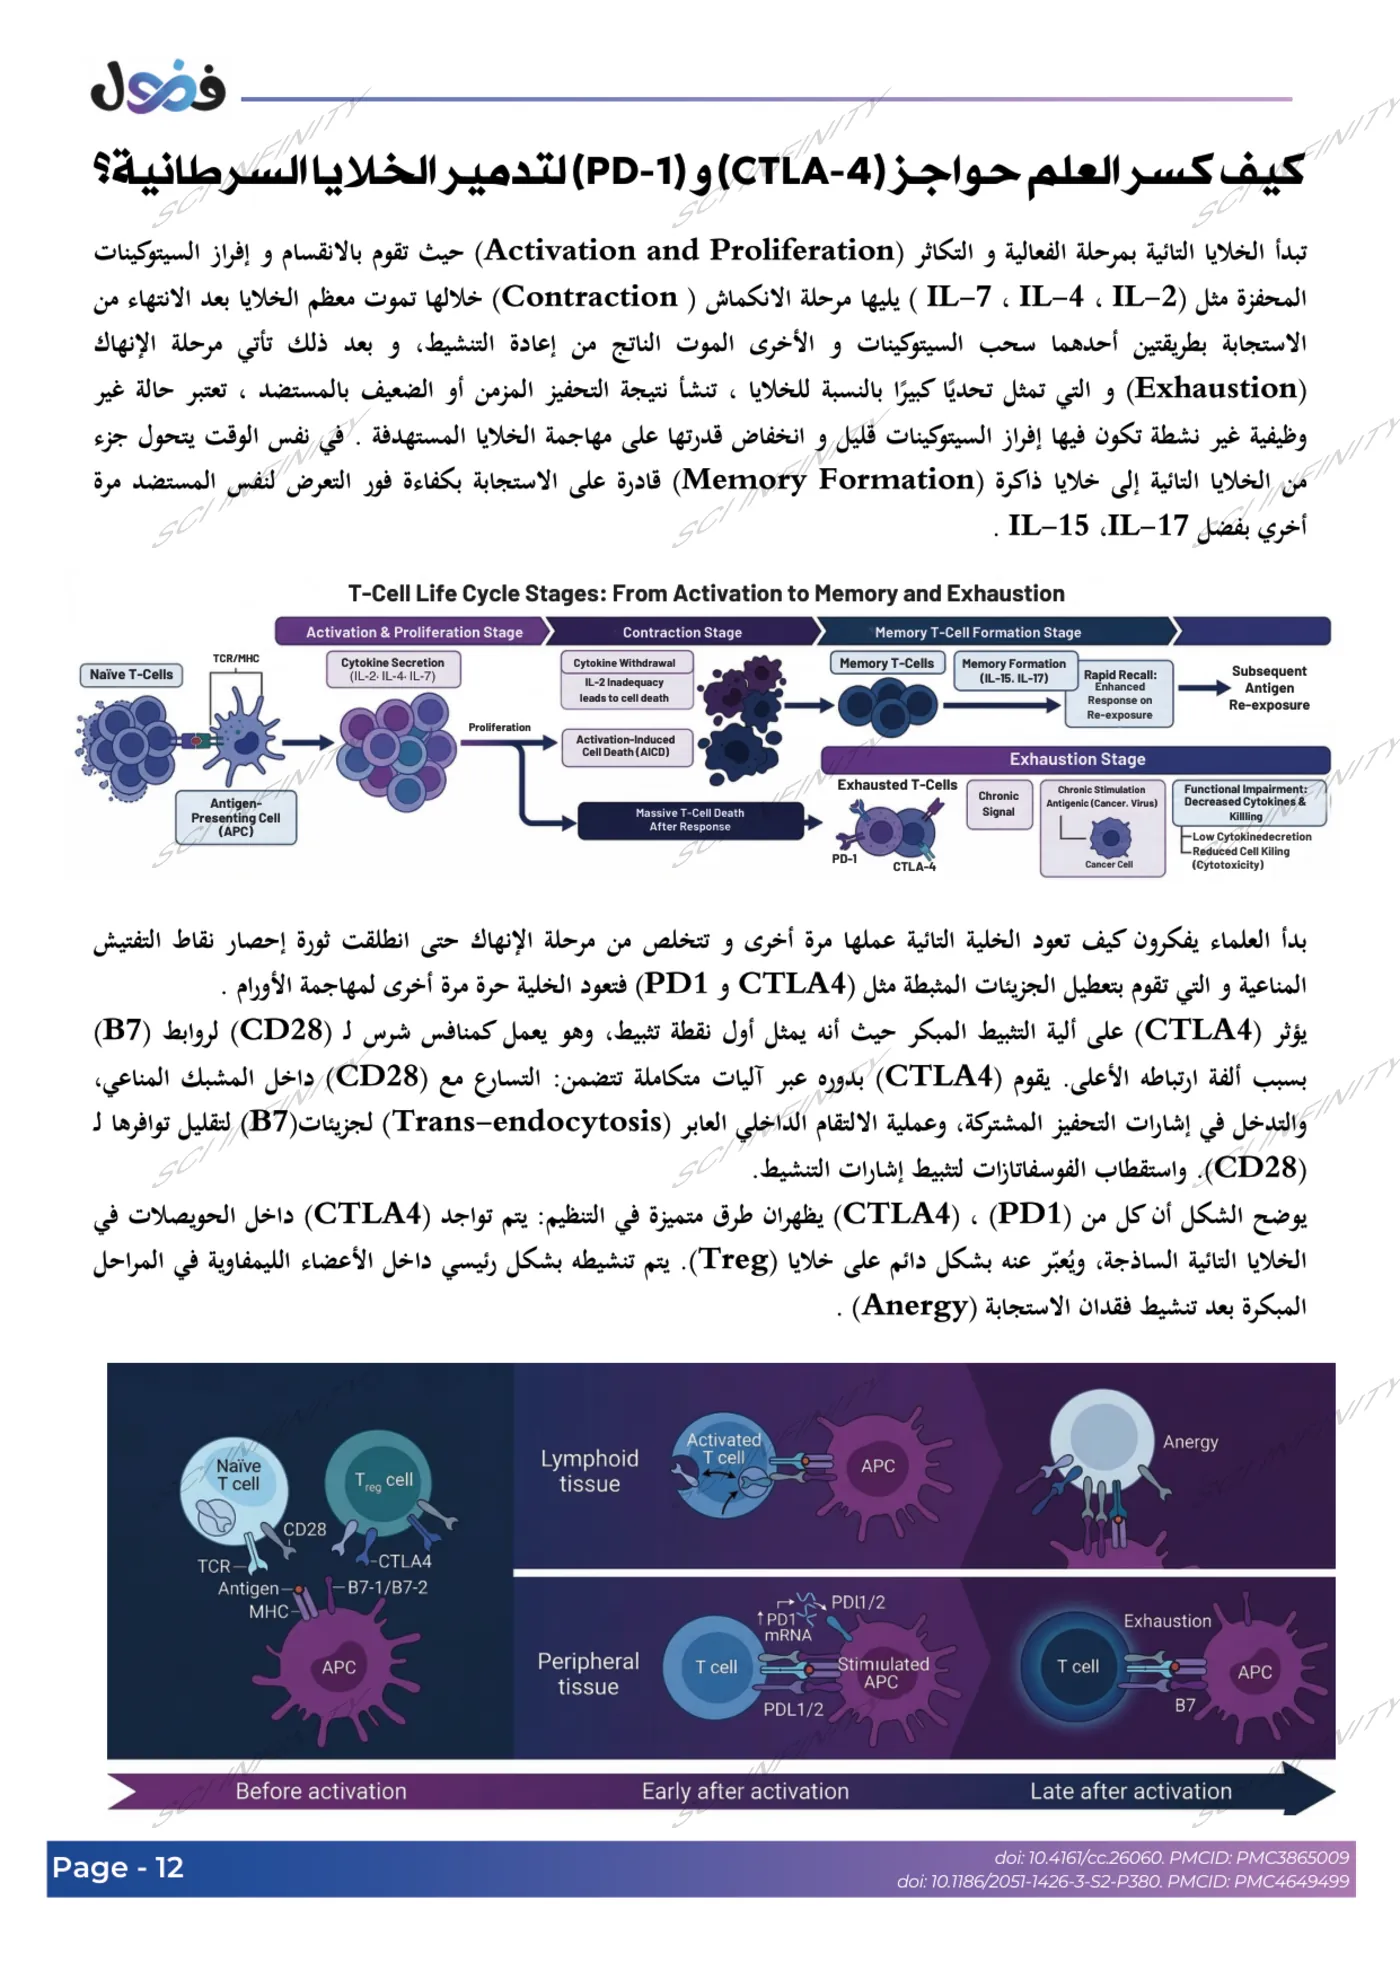 فضول
كيف كسر العلم حواجز (CTLA-4) و (PD-1) لتدمير الخلايا السرطانية؟
تبدأ الخلايا التائية بمرحلة الفعالية و التكاثر (Activation and Proliferation) حيث تقوم بالانقسام و إفراز السيتوكينات
المحفزة مثل (IL-7 ، IL-4 ، IL-2 ) يليها مرحلة الانكماش ( Contraction) خلالها تموت معظم الخلايا بعد الانتهاء من
الاستجابة بطريقتين أحدهما سحب السيتوكينات و الأخرى الموت الناتج من إعادة التنشيط، و بعد ذلك تأتي مرحلة الإنهاك
(Exhaustion) و التي تمثل تحديًا كبيرًا بالنسبة للخلايا ، تنشأ نتيجة التحفيز المزمن أو الضعيف بالمستضد ، تعتبر حالة غير
وظيفية غير نشطة تكون فيها إفراز السيتوكينات قليل و انخفاض قدرتها على مهاجمة الخلايا المستهدفة . في نفس الوقت يتحول جزء
من الخلايا التائية إلى خلايا ذاكرة (Memory Formation) قادرة على الاستجابة بكفاءة فور التعرض لنفس المستضد مرة
أخري بفضل IL-15 ،IL-17 .
T-Cell Life Cycle Stages: From Activation to Memory and Exhaustion
Activation & Proliferation Stage
Contraction Stage
Memory T-Cell Formation Stage
Naïve T-Cells
TCR/MHC
Antigen-
Presenting Cell
(APC)
Cytokine Secretion
(IL-2· IL-4· IL-7)
Proliferation
Cytokine Withdrawal
IL-2 Inadequacy
leads to cell death
Activation-Induced
Cell Death (AICD)
Massive T-Cell Death
After Response
Memory T-Cells
Memory Formation
(IL-15. IL-17)
Rapid Recall:
Enhanced
Response on
Re-exposure
Subsequent
Antigen
Re-exposure
Exhaustion Stage
Exhausted T-Cells
PD-1
CTLA-4
Chronic
Signal
Chronic Stimulation
Antigenic (Cancer. Virus)
Cancer Cell
Functional Impairment:
Decreased Cytokines &
Killling
Low Cytokinedecretion
Reduced Cell Kiling
(Cytotoxicity)
بدأ العلماء يفكرون كيف تعود الخلية التائية عملها مرة أخرى و تتخلص من مرحلة الإنهاك حتى انطلقت ثورة إحصار نقاط التفتيش
المناعية و التي تقوم بتعطيل الجزيئات المثبطة مثل (CTLA4 و PD1) فتعود الخلية حرة مرة أخرى لمهاجمة الأورام .
يؤثر (CTLA4) على ألية التثبيط المبكر حيث أنه يمثل أول نقطة تثبيط، وهو يعمل كمنافس شرس لـ (CD28) لروابط (B7)
بسبب ألفة ارتباطه الأعلى. يقوم (CTLA4) بدوره عبر آليات متكاملة تتضمن: التسارع مع (CD28) داخل المشبك المناعي،
والتدخل في إشارات التحفيز المشتركة، وعملية الالتقام الداخلي العابر (Trans-endocytosis) لجزيئات(B7) لتقليل توافرها لـ
(CD28). واستقطاب الفوسفاتازات لتثبيط إشارات التنشيط.
يوضح الشكل أن كل من (PD1) ، (CTLA4) يظهران طرق متميزة في التنظيم: يتم تواجد (CTLA4) داخل الحويصلات في
الخلايا التائية الساذجة، ويُعبّر عنه بشكل دائم على خلايا (Treg). يتم تنشيطه بشكل رئيسي داخل الأعضاء الليمفاوية في المراحل
المبكرة بعد تنشيط فقدان الاستجابة (Anergy) .
Naïve
T cell
Treg cell
CD28
TCR
CTLA4
Antigen
B7-1/B7-2
MHC
APC
Lymphoid
tissue
Activated
T cell
APC
Anergy
Peripheral
tissue
T cell
↑PD1
mRNA
PDL1/2
Stimulated
APC
PDL1/2
Exhaustion
T cell
APC
B7
Before activation
Early after activation
Late after activation
Page - 12
doi: 10.4161/cc.26060. PMCID: PMC3865009
doi: 10.1186/2051-1426-3-S2-P380. PMCID: PMC4649499
SCI NFINITY